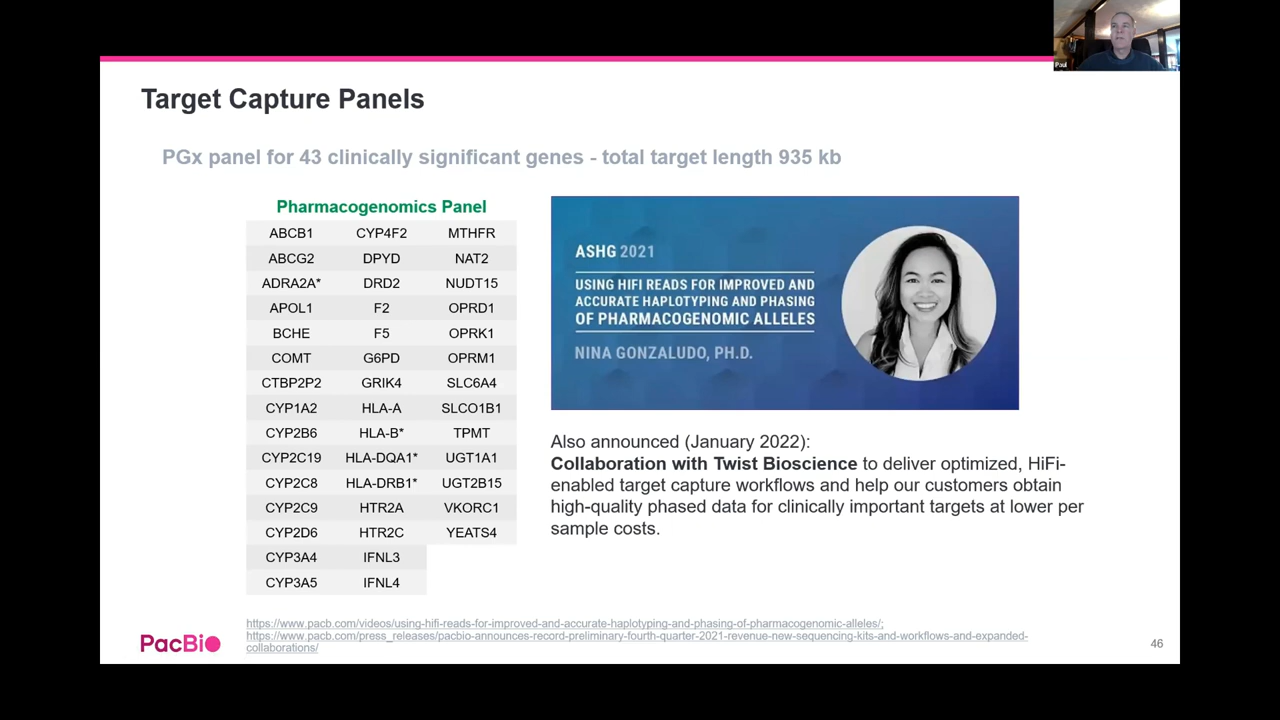 Paul
Target Capture Panels
PGx panel for 43 clinically significant genes - total target length 935 kb
Pharmacogenomics Panel
ABCB1 CYP4F2 MTHFR
ABCG2 DPYD NAT2
ADRA2A* DRD2 NUDT15
APOL1 F2 OPRD1
BCHE F5 OPRK1
COMT G6PD OPRM1
CTBP2P2 GRIK4 SLC6A4
CYP1A2 HLA-A SLCO1B1
CYP2B6 HLA-B* TPMT
CYP2C19 HLA-DQA1* UGT1A1
CYP2C8 HLA-DRB1* UGT2B15
CYP2C9 HTR2A VKORC1
CYP2D6 HTR2C YEATS4
CYP3A4 IFNL3
CYP3A5 IFNL4
ASHG 2021
USING HIFI READS FOR IMPROVED AND
ACCURATE HAPLOTYPING AND PHASING
OF PHARMACOGENOMIC ALLELES
NINA GONZALUDO, PH.D.
Also announced (January 2022):
Collaboration with Twist Bioscience to deliver optimized, HiFi-
enabled target capture workflows and help our customers obtain
high-quality phased data for clinically important targets at lower per
sample costs.
https://www.pacb.com/videos/using-hifi-reads-for-improved-and-accurate-haplotyping-and-phasing-of-pharmacogenomic-alleles/;
https://www.pacb.com/press_releases/pacbio-announces-record-preliminary-fourth-quarter-2021-revenue-new-sequencing-kits-and-workflows-and-expanded-
collaborations/
PacBio
46